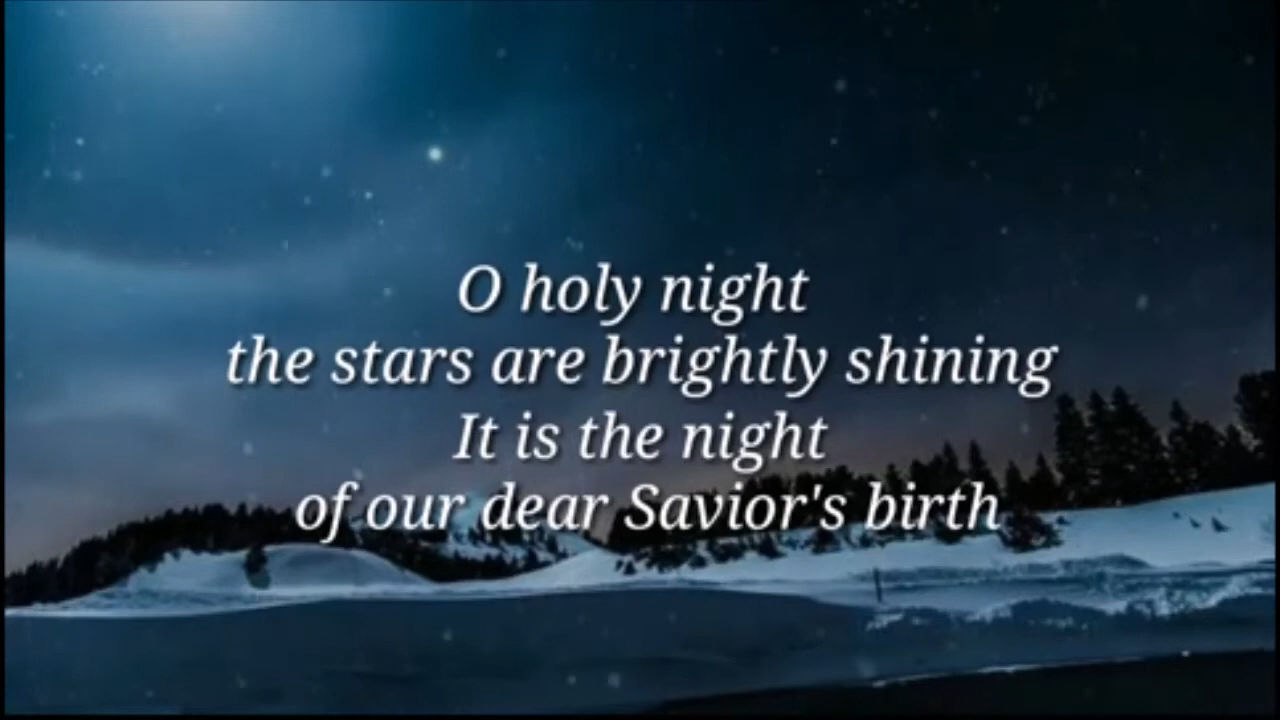 O holy night
the stars are brightly shining
It is the night
of our dear Savior's birth